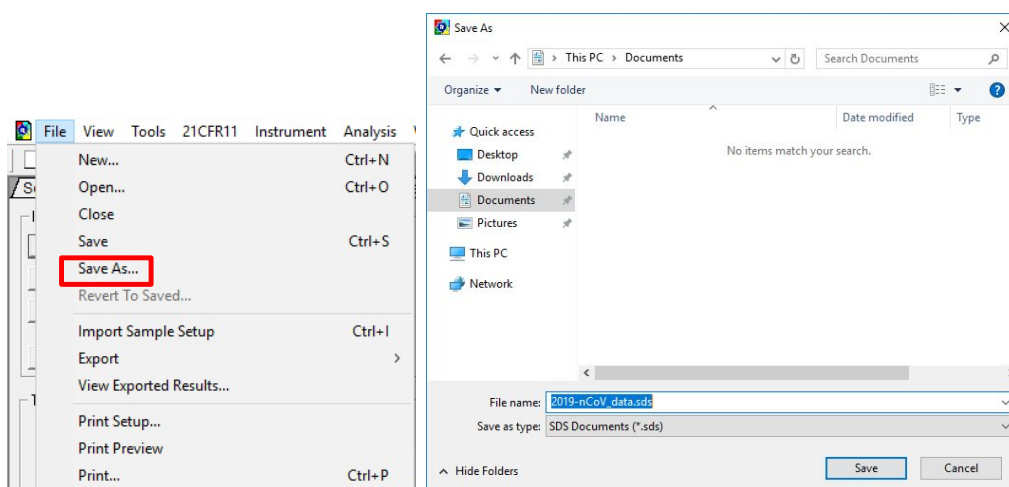 File View Tools 21CFR11 Instrument Analysis
New... Ctrl+N
Open... Ctrl+O
Close
Save Ctrl+S
Save As...
Revert To Saved...
Import Sample Setup Ctrl+I
Export
View Exported Results...
Print Setup...
Print Preview
Print... Ctrl+P
Save As
This PC > Documents
Search Documents
Organize New folder
Name Date modified Type
No items match your search.
Quick access
Desktop
Downloads
Documents
Pictures
This PC
Network
File name: 2019-nCoV_data.sds
Save as type: SDS Documents (*.sds)
Hide Folders Save Cancel